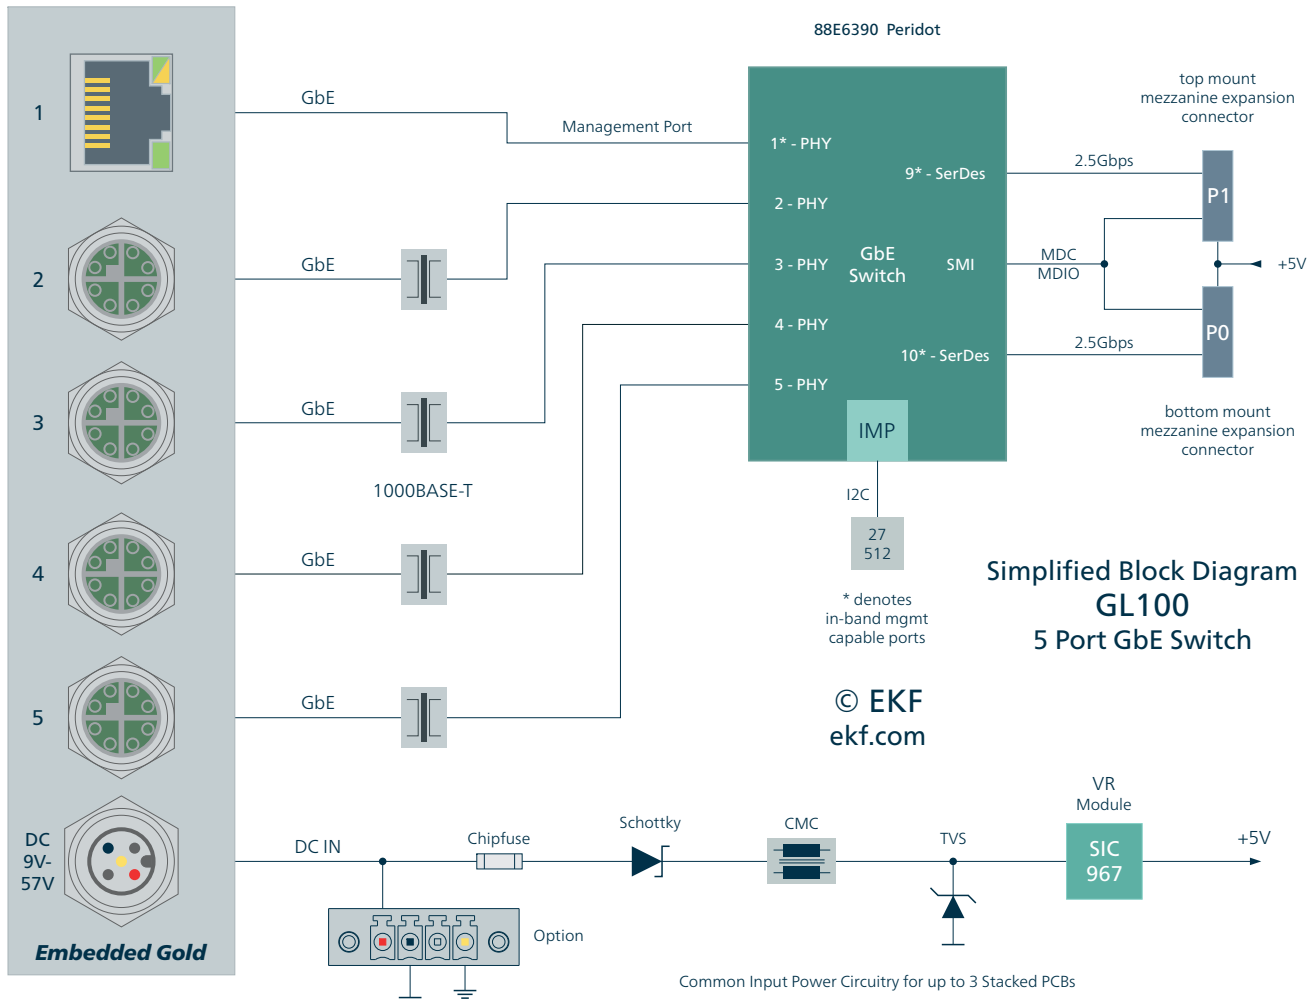 88E6390 Peridot
top mount
mezzanine expansion
connector
1
GbE
Management Port
1* - PHY
9* - SerDes
2.5Gbps
P1
2 - PHY
2
GbE
3 - PHY
GbE
Switch
SMI
MDC
MDIO
+5V
4 - PHY
10* - SerDes
2.5Gbps
P0
5 - PHY
3
GbE
IMP
bottom mount
mezzanine expansion
connector
1000BASE-T
I2C
27
512
4
GbE
Simplified Block Diagram
GL100
5 Port GbE Switch
* denotes
in-band mgmt
capable ports
5
GbE
© EKF
ekf.com
DC
9V-
57V
DC IN
Chipfuse
Schottky
CMC
TVS
VR
Module
SIC
967
+5V
Option
Embedded Gold
Common Input Power Circuitry for up to 3 Stacked PCBs